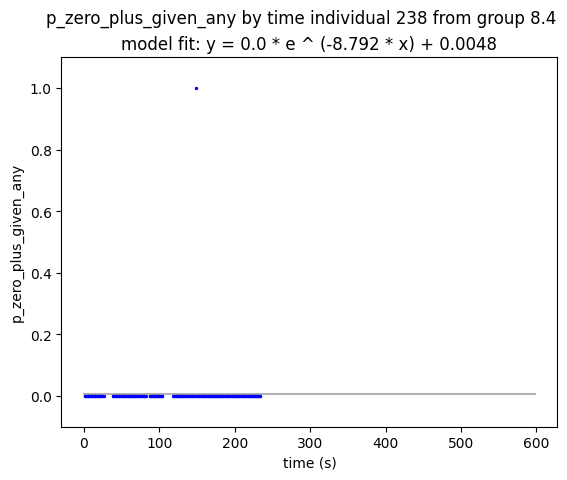 p_zero_plus_given_any by time individual 238 from group 8.4
model fit: y = 0.0 * e ^ (-8.792 * x) + 0.0048
1.0
0.8
0.6
0.4
0.2
0.0
p_zero_plus_given_any
0 100 200 300 400 500 600
time (s)